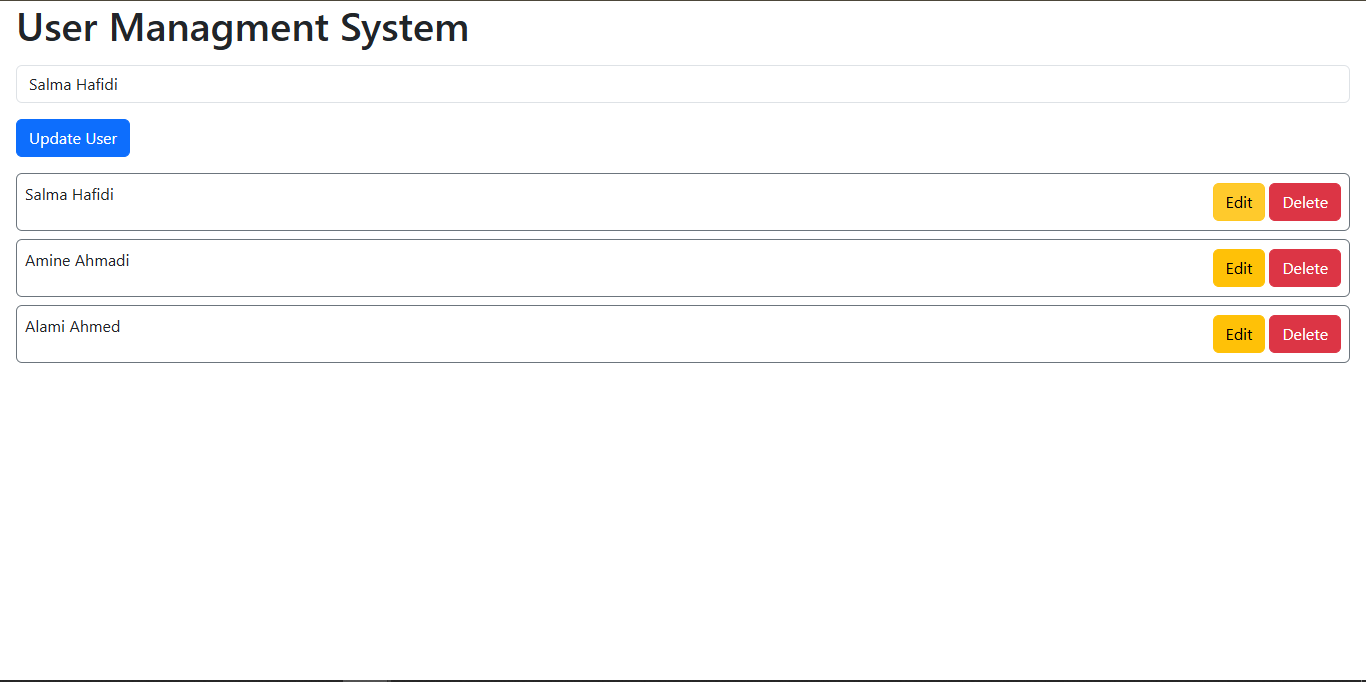 User Managment System
Salma Hafidi
Update User
Salma Hafidi Edit Delete
Amine Ahmadi Edit Delete
Alami Ahmed Edit Delete